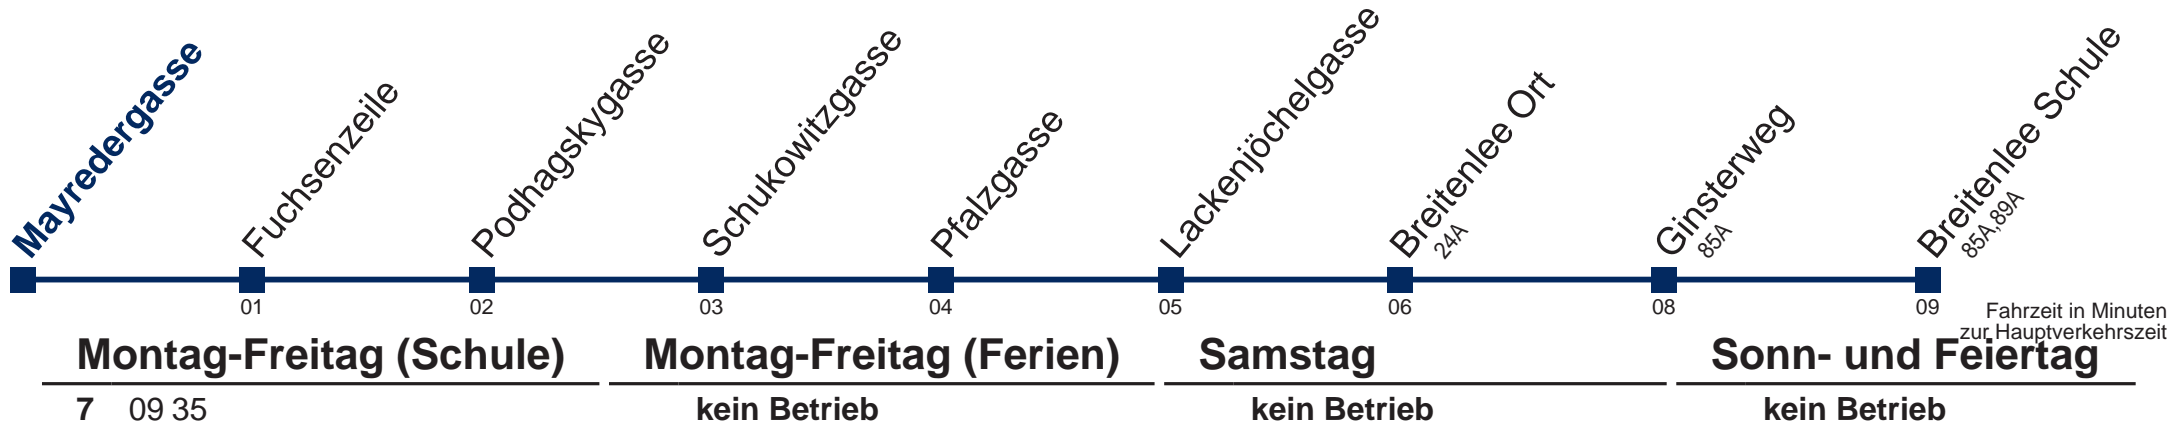 Mayredergasse
Fuchsenzeile
Podhagskygasse
Schukowitzgasse
Pfalzgasse
Lackenjöchelgasse
Breitenlee Ort
24A
Ginsterweg
85A
Breitenlee Schule
85A,89A
01 02 03 04 05 06 08 09
Fahrzeit in Minuten
zur Hauptverkehrszeit
Montag-Freitag (Schule) Montag-Freitag (Ferien) Samstag Sonn- und Feiertag
7 09 35 kein Betrieb kein Betrieb kein Betrieb